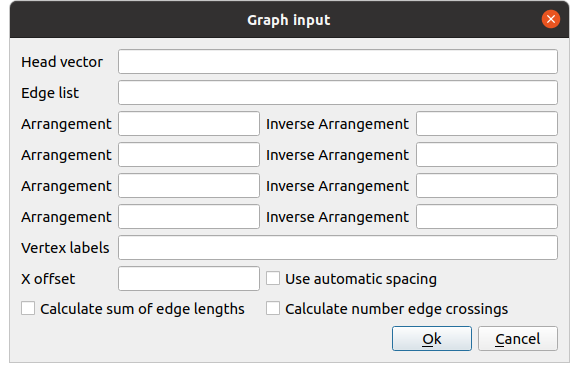 Graph input
Head vector
Edge list
Arrangement Inverse Arrangement
Arrangement Inverse Arrangement
Arrangement Inverse Arrangement
Arrangement Inverse Arrangement
Vertex labels
X offset Use automatic spacing
Calculate sum of edge lengths Calculate number edge crossings
Ok Cancel